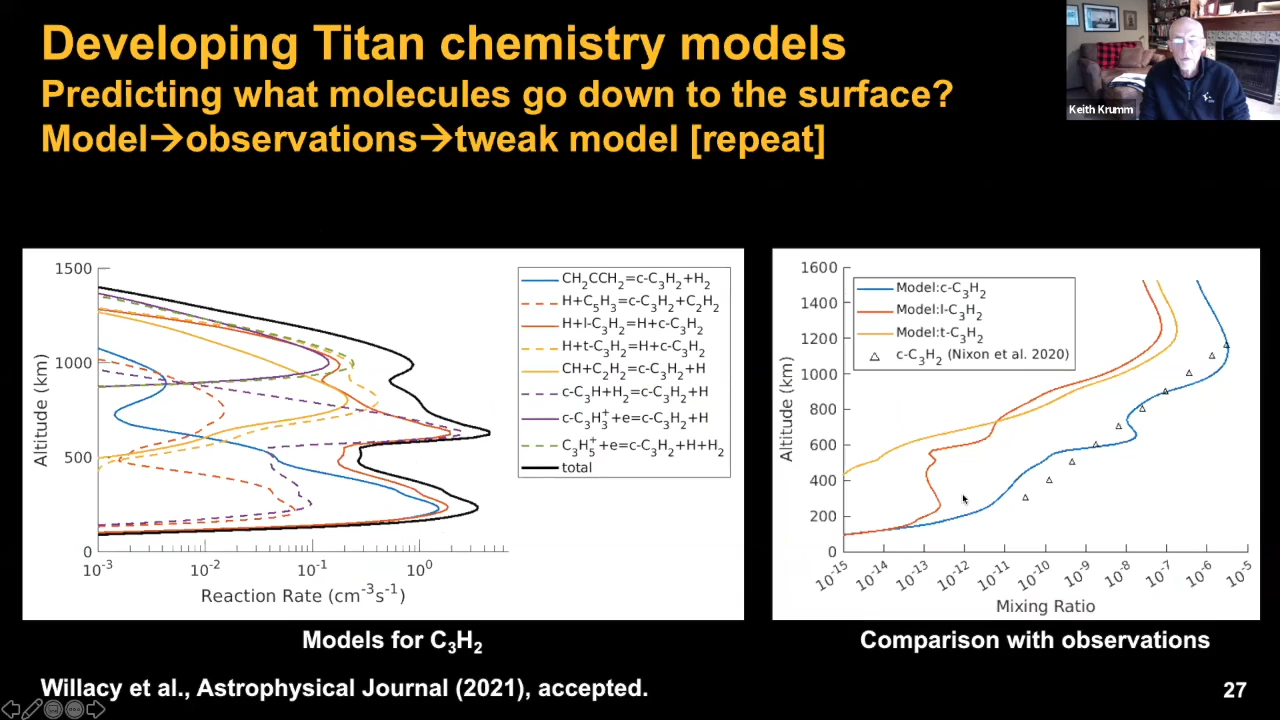 Developing Titan chemistry models
Predicting what molecules go down to the surface?
Model→observations→tweak model [repeat]
Keith Krumm
1500
1000
500
0
Altitude (km)
10⁻³
10⁻²
10⁻¹
10⁰
Reaction Rate (cm⁻³s⁻¹)
CH₂CCH₂=c-C₃H₂+H₂
H+C₅H₃=c-C₃H₂+C₂H₂
H+l-C₃H₂=H+c-C₃H₂
H+t-C₃H₂=H+c-C₃H₂
CH+C₂H₂=c-C₃H₂+H
c-C₃H+H₂=c-C₃H₂+H
c-C₃H₃⁺+e=c-C₃H₂+H
C₃H₅⁺+e=c-C₃H₂+H+H₂
total
Models for C₃H₂
1600
1400
1200
1000
800
600
400
200
0
Altitude (km)
Model:c-C₃H₂
Model:l-C₃H₂
Model:t-C₃H₂
c-C₃H₂ (Nixon et al. 2020)
10⁻¹⁵
10⁻¹⁴
10⁻¹³
10⁻¹²
10⁻¹¹
10⁻¹⁰
10⁻⁹
10⁻⁸
10⁻⁷
10⁻⁶
10⁻⁵
Mixing Ratio
Comparison with observations
Willacy et al., Astrophysical Journal (2021), accepted.
27